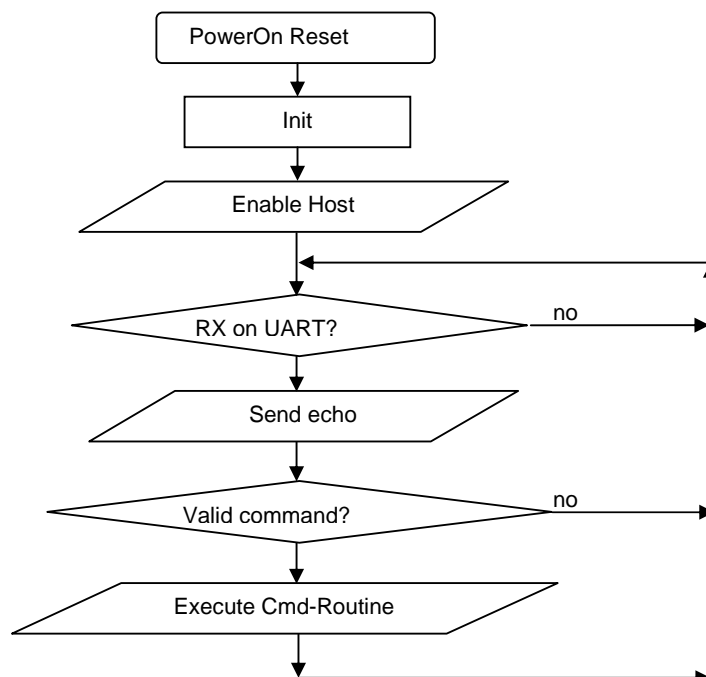 PowerOn Reset
Init
Enable Host
RX on UART?
no
Send echo
Valid command?
no
Execute Cmd-Routine